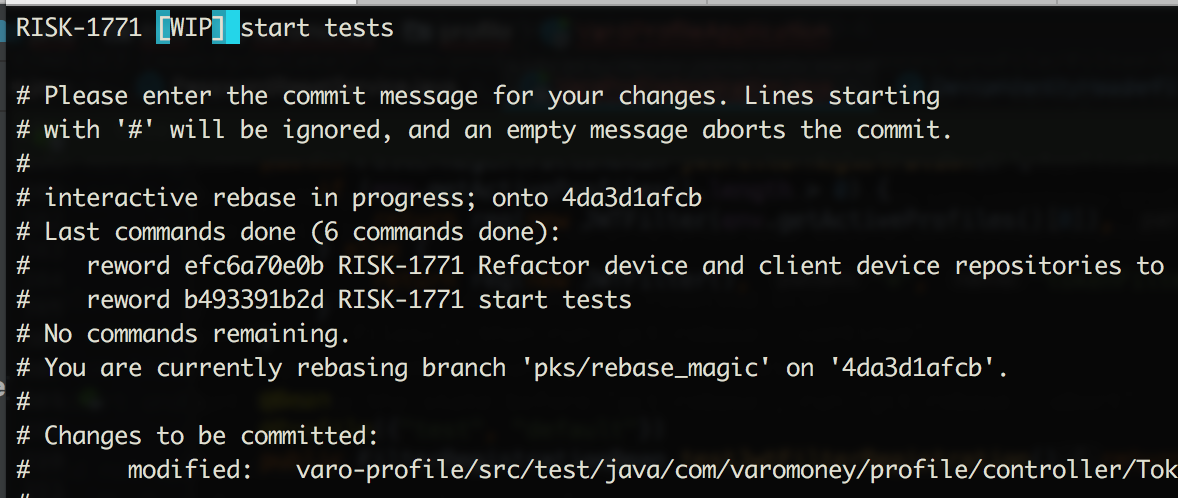 RISK-1771 [WIP] start tests
# Please enter the commit message for your changes. Lines starting
# with '#' will be ignored, and an empty message aborts the commit.
#
# interactive rebase in progress; onto 4da3d1afcb
# Last commands done (6 commands done):
#    reword efc6a70e0b RISK-1771 Refactor device and client device repositories to
#    reword b493391b2d RISK-1771 start tests
# No commands remaining.
# You are currently rebasing branch 'pks/rebase_magic' on '4da3d1afcb'.
#
# Changes to be committed:
#       modified:   varo-profile/src/test/java/com/varomoney/profile/controller/Tok
#